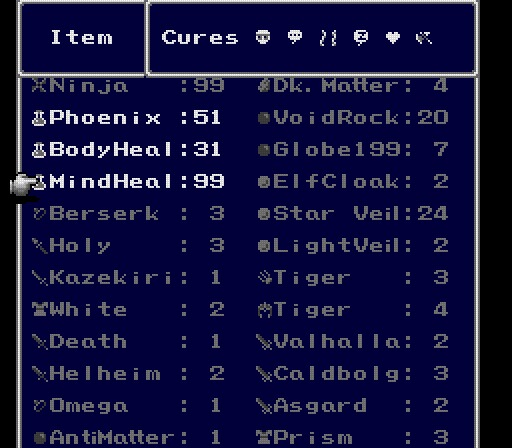 Item
Cures
Ninja :99 Dk.Matter: 4
Phoenix :51 VoidRock:20
BodyHeal:31 Globe199: 7
MindHeal:99 ElfCloak: 2
Berserk : 3 Star Veil:24
Holy : 3 LightVeil: 2
Kazekiri: 1 Tiger : 3
White : 2 Tiger : 4
Death : 1 Valhalla: 2
Helheim : 2 Caldbolg: 3
Omega : 1 Asgard : 2
AntiMatter: 1 Prism : 3